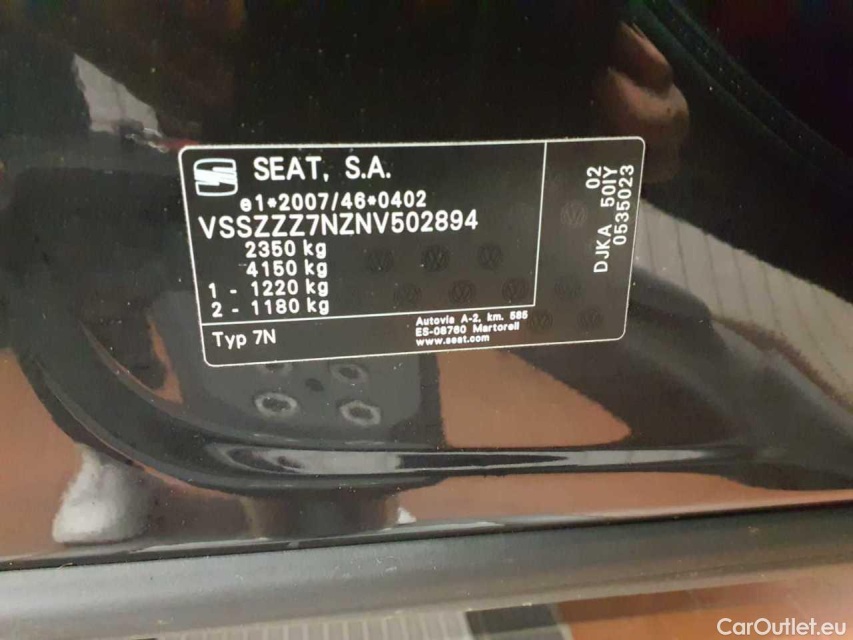 SEAT, S.A.
e1*2007/46*0402
VSSZZZ7NZNV502894
2350 kg
4150 kg
1 - 1220 kg
2 - 1180 kg
Typ 7N
Autovia A-2, km. 585
ES-08760 Martorell
www.seat.com
02
DJKA 50IY
0535023
CarOutlet.eu